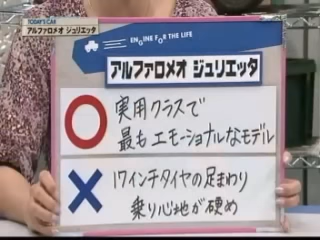 TODAY'S CAR
アルファロメオ ジュリエッタ
ENGINE FOR THE LIFE
アルファロメオ ジュリエッタ
実用クラスで
最もエモーショナルなモデル
17インチタイヤの足まわり
乗り心地が硬め